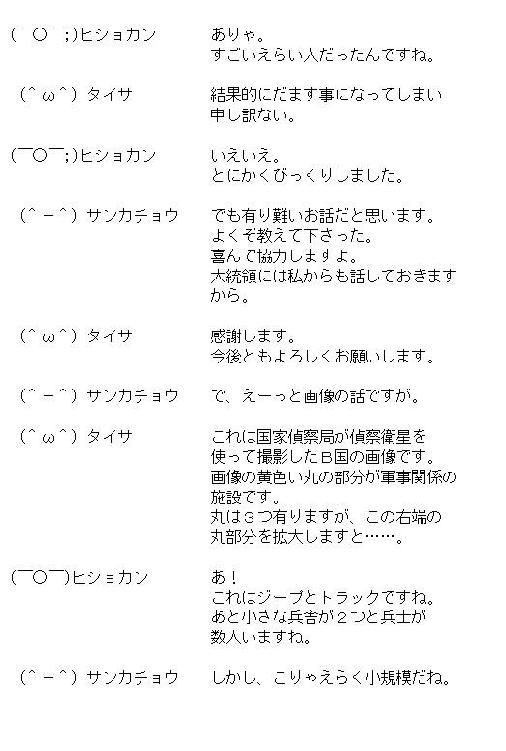 (　○　;)ヒショカン　ありゃ。
すごいえらい人だったんですね。
(＾ω＾)タイサ　結果的にだます事になってしまい
申し訳ない。
(￣○￣;)ヒショカン　いえいえ。
とにかくびっくりしました。
(＾－＾)サンカチョウ　でも有り難いお話だと思います。
よくぞ教えて下さった。
喜んで協力しますよ。
大統領には私からも話しておきます
から。
(＾ω＾)タイサ　感謝します。
今後ともよろしくお願いします。
(＾－＾)サンカチョウ　で、えーっと画像の話ですが。
(＾ω＾)タイサ　これは国家偵察局が偵察衛星を
使って撮影したＢ国の画像です。
画像の黄色い丸の部分が軍事関係の
施設です。
丸は３つ有りますが、この右端の
丸部分を拡大しますと……。
(￣○￣)ヒショカン　あ！
これはジープとトラックですね。
あと小さな兵舎が２つと兵士が
数人いますね。
(＾－＾)サンカチョウ　しかし、こりゃえらく小規模だね。